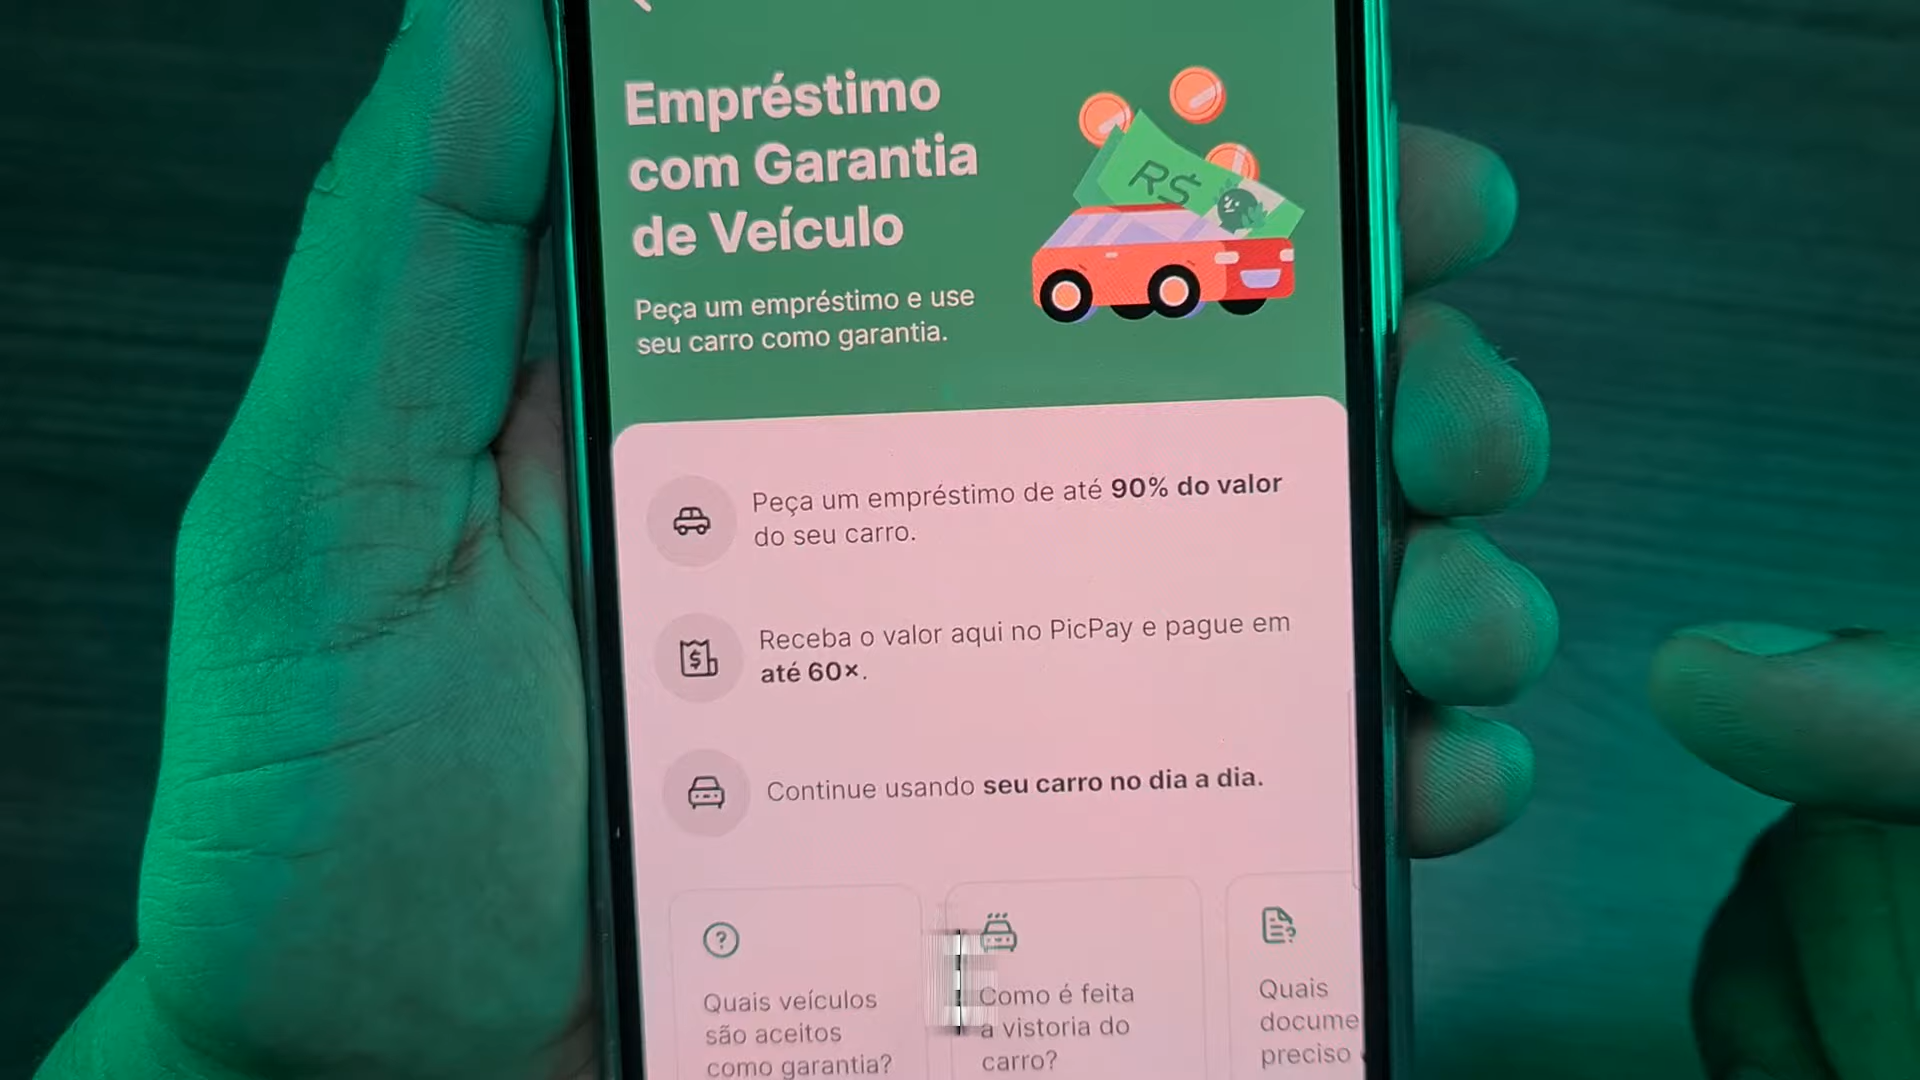 Empréstimo
com Garantia
de Veículo
Peça um empréstimo e use
seu carro como garantia.
R$
Peça um empréstimo de até 90% do valor
do seu carro.
Receba o valor aqui no PicPay e pague em
até 60×.
Continue usando seu carro no dia a dia.
Quais veículos
são aceitos
como garantia?
Como é feita
a vistoria do
carro?
Quais
docume
preciso